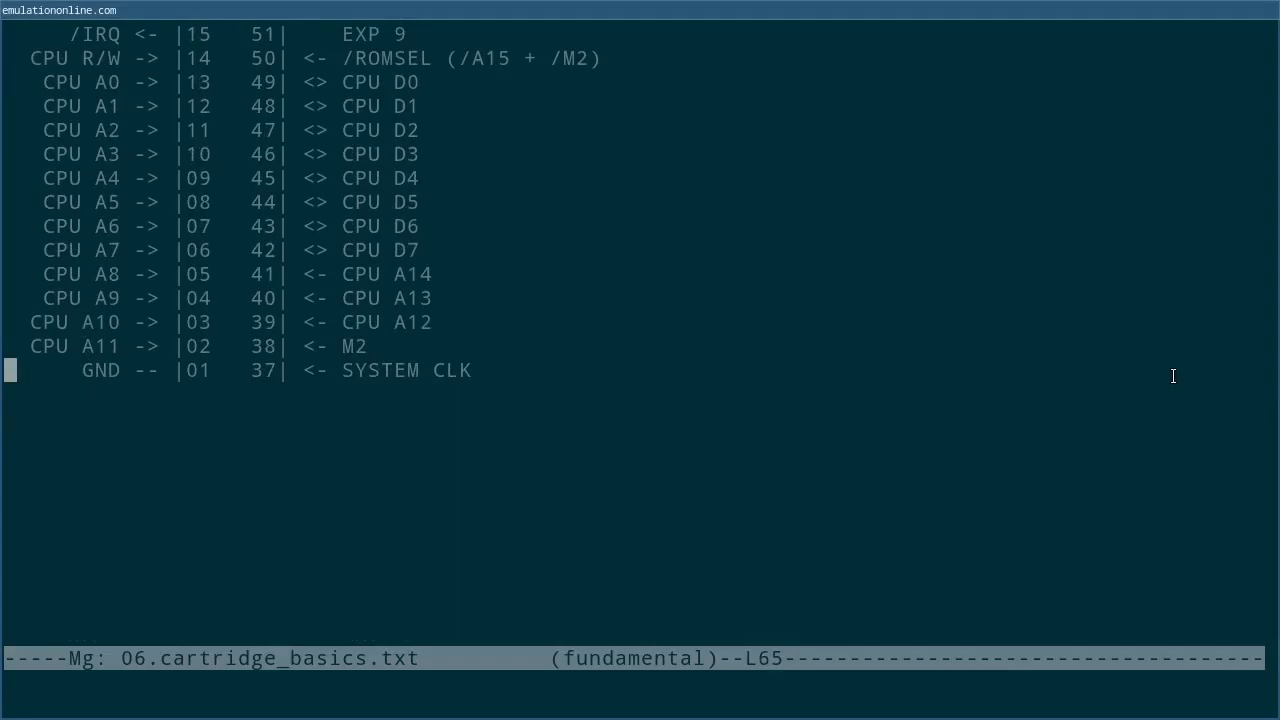 emulationonline.com
/IRQ <- |15   51|    EXP 9
CPU R/W -> |14   50| <- /ROMSEL (/A15 + /M2)
CPU A0 -> |13   49| <> CPU D0
CPU A1 -> |12   48| <> CPU D1
CPU A2 -> |11   47| <> CPU D2
CPU A3 -> |10   46| <> CPU D3
CPU A4 -> |09   45| <> CPU D4
CPU A5 -> |08   44| <> CPU D5
CPU A6 -> |07   43| <> CPU D6
CPU A7 -> |06   42| <> CPU D7
CPU A8 -> |05   41| <- CPU A14
CPU A9 -> |04   40| <- CPU A13
CPU A10 -> |03   39| <- CPU A12
CPU A11 -> |02   38| <- M2
GND -- |01   37| <- SYSTEM CLK
-----Mg: 06.cartridge_basics.txt          (fundamental)--L65-------------------------------------